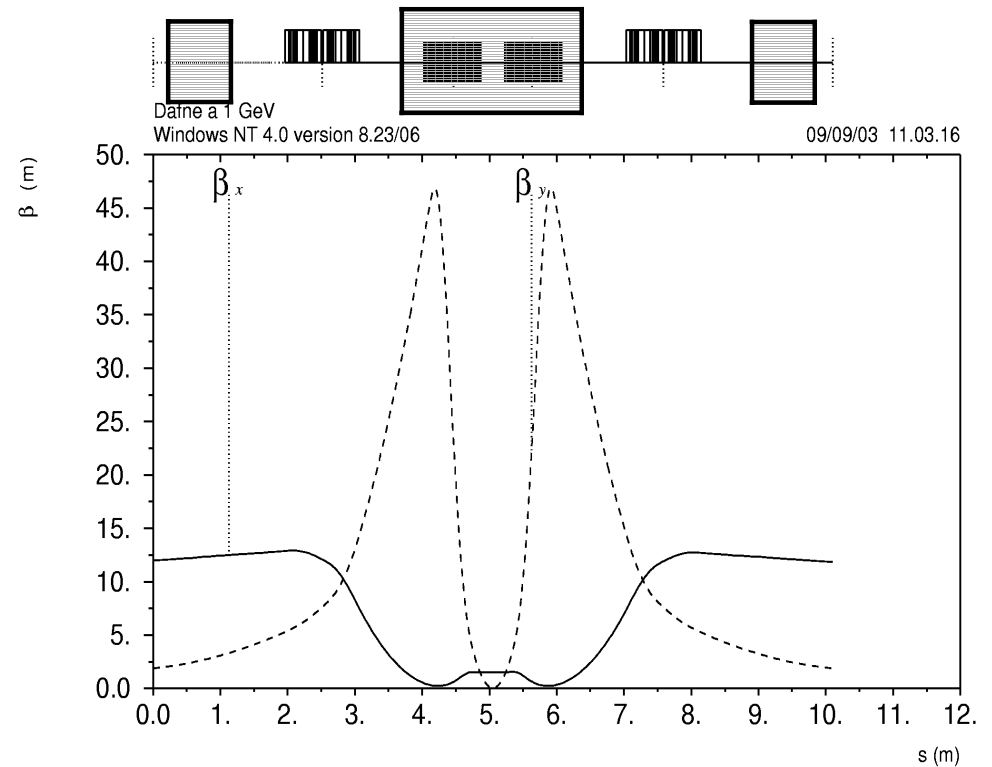 Dafne a 1 GeV
Windows NT 4.0 version 8.23/06 09/09/03 11.03.16
β (m)
βx βy
50.
45.
40.
35.
30.
25.
20.
15.
10.
5.
0.0
0.0 1. 2. 3. 4. 5. 6. 7. 8. 9. 10. 11. 12.
s (m)